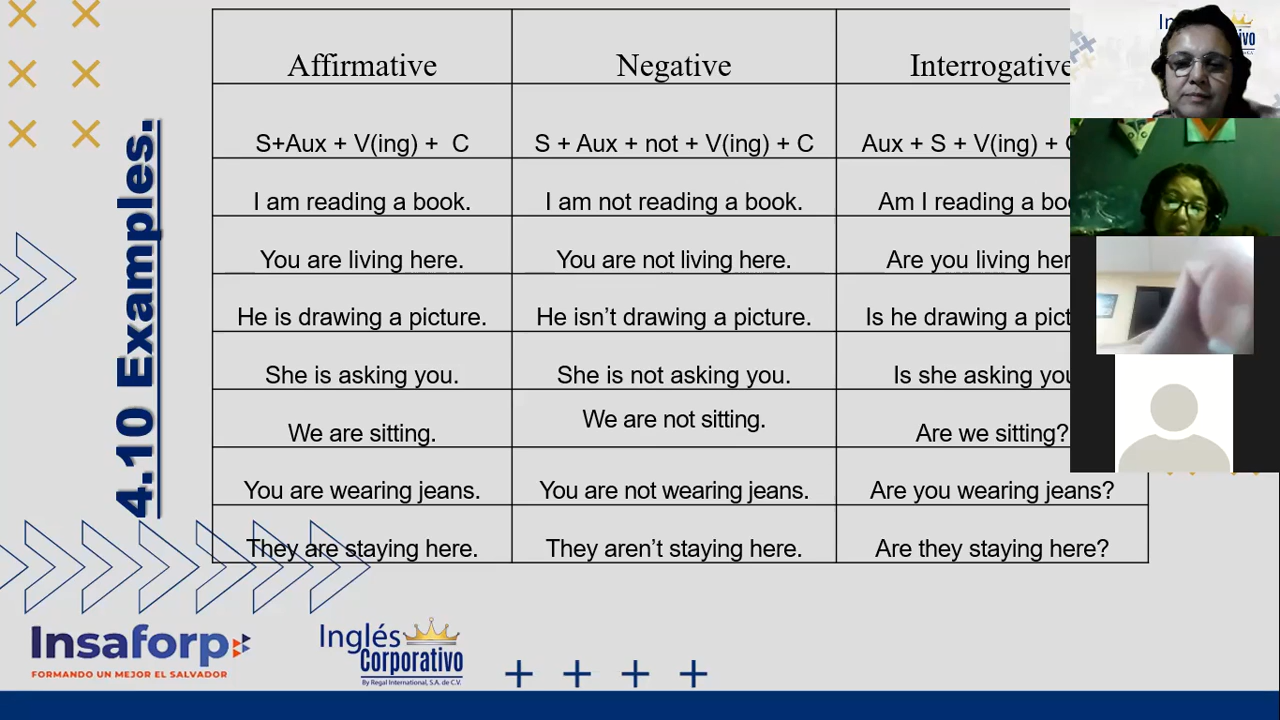 4.10 Examples.
Affirmative
Negative
Interrogative
S+Aux + V(ing) + C
S + Aux + not + V(ing) + C
Aux + S + V(ing) +
I am reading a book.
I am not reading a book.
Am I reading a
You are living here.
You are not living here.
Are you living
He is drawing a picture.
He isn’t drawing a picture.
Is he drawing a
She is asking you.
She is not asking you.
Is she asking
We are sitting.
We are not sitting.
Are we sitting?
You are wearing jeans.
You are not wearing jeans.
Are you wearing jeans?
They are staying here.
They aren’t staying here.
Are they staying here?
Insaforp
FORMANDO UN MEJOR EL SALVADOR
Inglés
Corporativo
By Regal International, S.A. de C.V.